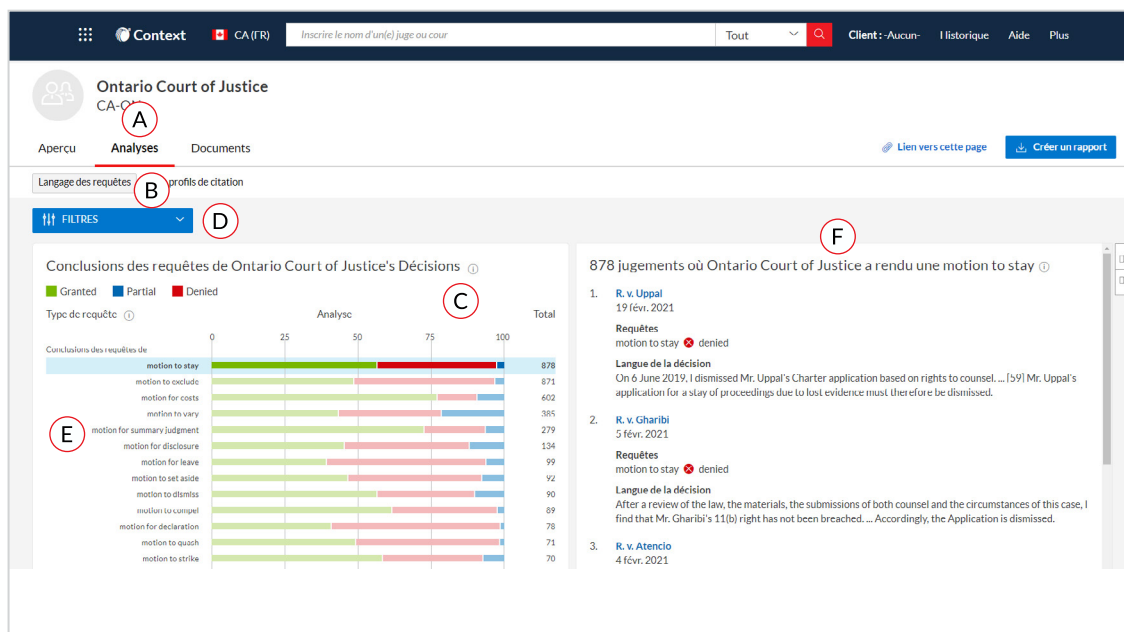 Context CA (FR) Inscrire le nom d'un(e) juge ou cour Tout Client : -Aucun- Historique Aide Plus
Ontario Court of Justice
CA-ON
A
Aperçu Analyses Documents Lien vers cette page Créer un rapport
Langage des requêtes B profils de citation
FILTRES D
F
Conclusions des requêtes de Ontario Court of Justice's Décisions
Granted Partial Denied
C
Type de requête Analyse Total
0 25 50 75 100
Conclusions des requêtes de
motion to stay 878
motion to exclude 871
motion for costs 602
motion to vary 385
E
motion for summary judgment 279
motion for disclosure 134
motion for leave 99
motion to set aside 92
motion to dismiss 90
motion to compel 89
motion for declaration 78
motion to quash 71
motion to strike 70
878 jugements où Ontario Court of Justice a rendu une motion to stay
1. R. v. Uppal
19 févr. 2021
Requêtes
motion to stay denied
Langue de la décision
On 6 June 2019, I dismissed Mr. Uppal's Charter application based on rights to counsel. ... [59] Mr. Uppal's
application for a stay of proceedings due to lost evidence must therefore be dismissed.
2. R. v. Gharibi
5 févr. 2021
Requêtes
motion to stay denied
Langue de la décision
After a review of the law, the materials, the submissions of both counsel and the circumstances of this case, I
find that Mr. Gharibi's 11(b) right has not been breached. ... Accordingly, the Application is dismissed.
3. R. v. Atencio
4 févr. 2021